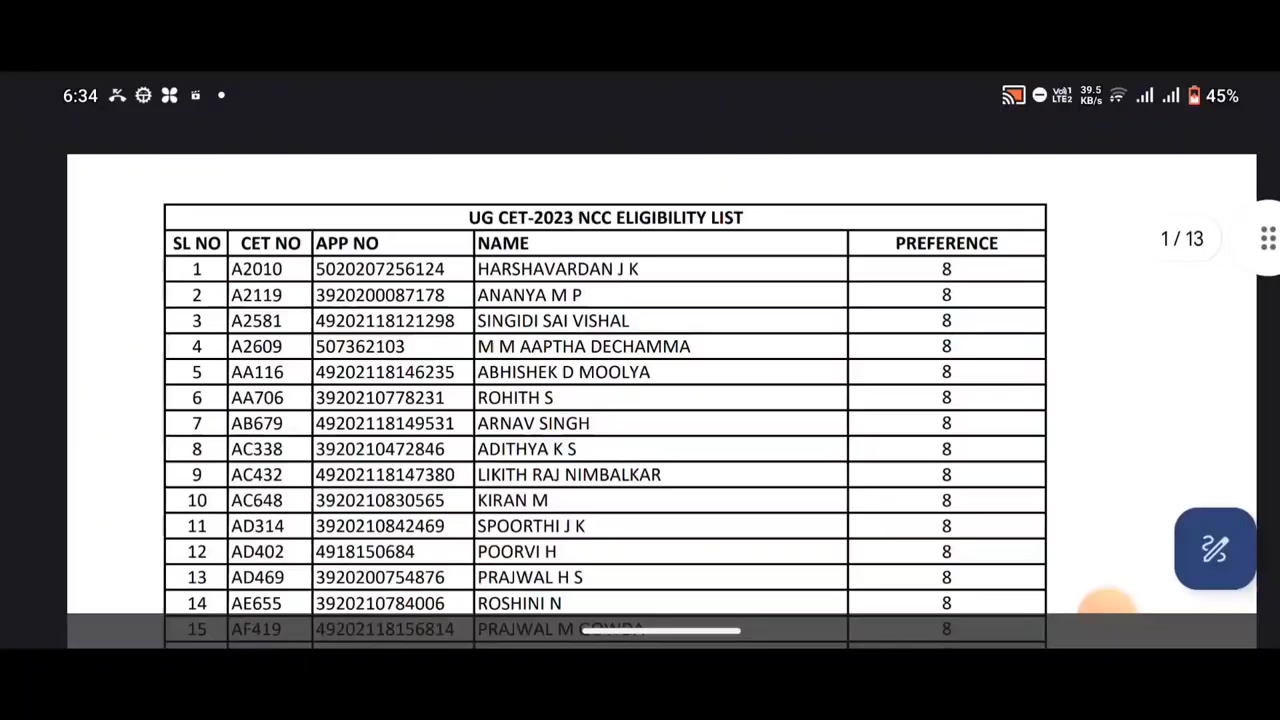 6:34
Vol1 LTE2 39.5 KB/s 45%
UG CET-2023 NCC ELIGIBILITY LIST
1 / 13
SL NO CET NO APP NO NAME PREFERENCE
1 A2010 5020207256124 HARSHAVARDAN J K 8
2 A2119 3920200087178 ANANYA M P 8
3 A2581 49202118121298 SINGIDI SAI VISHAL 8
4 A2609 507362103 M M AAPTHA DECHAMMA 8
5 AA116 49202118146235 ABHISHEK D MOOLYA 8
6 AA706 3920210778231 ROHITH S 8
7 AB679 49202118149531 ARNAV SINGH 8
8 AC338 3920210472846 ADITHYA K S 8
9 AC432 49202118147380 LIKITH RAJ NIMBALKAR 8
10 AC648 3920210830565 KIRAN M 8
11 AD314 3920210842469 SPOORTHI J K 8
12 AD402 4918150684 POORVI H 8
13 AD469 3920200754876 PRAJWAL H S 8
14 AE655 3920210784006 ROSHINI N 8
15 AF419 49202118156814 PRAJWAL M GOWDA 8